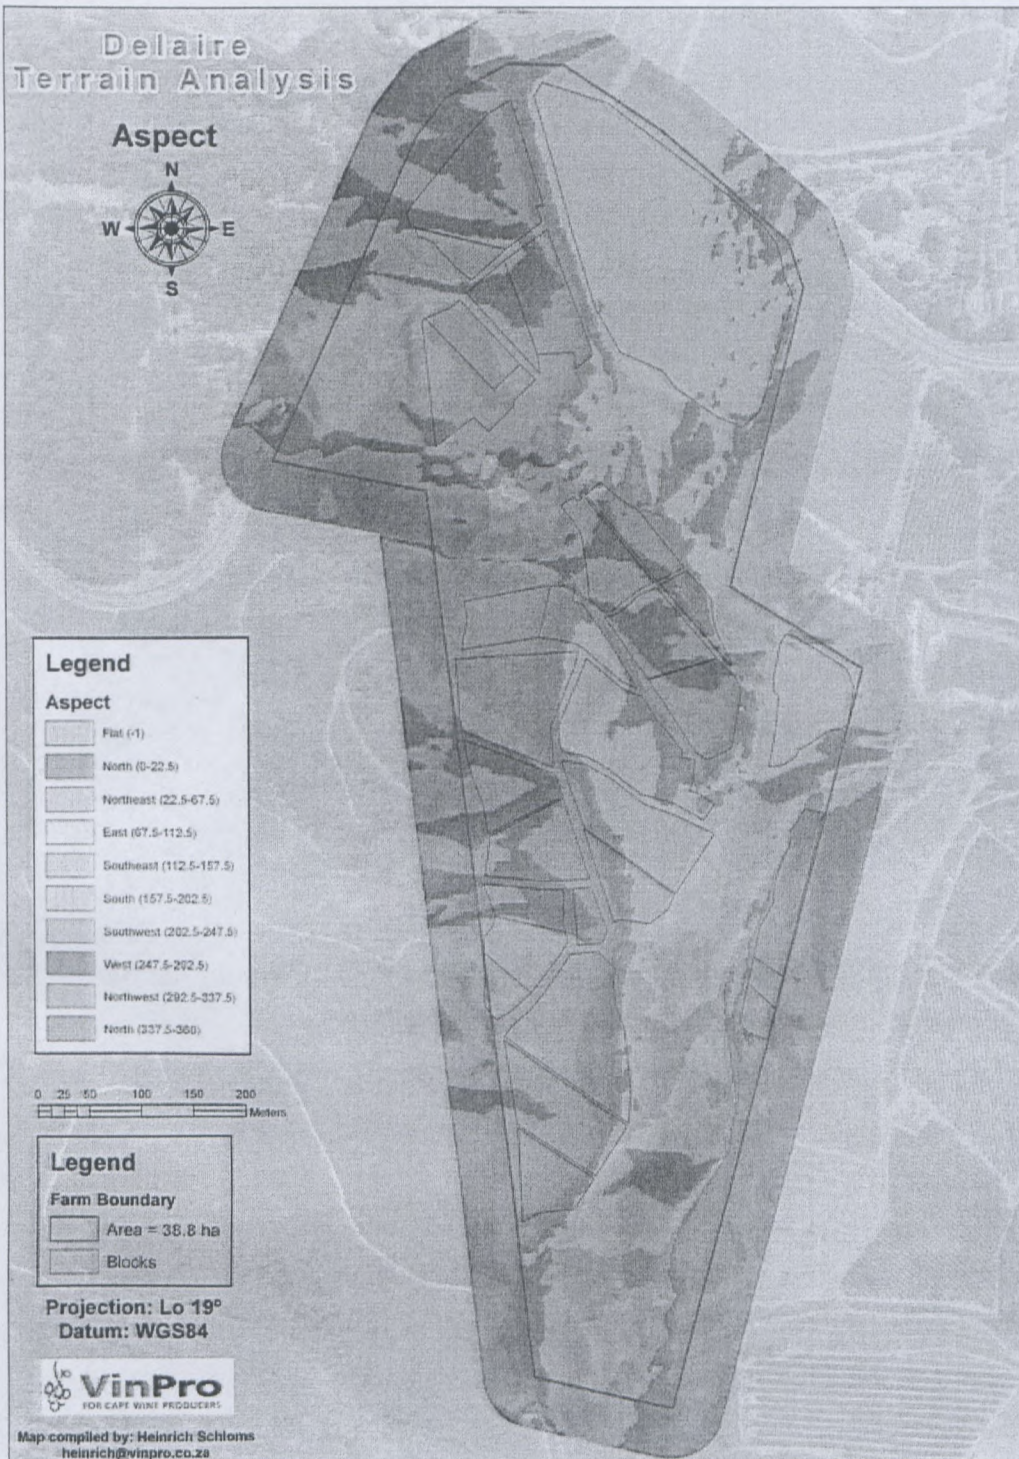 Delaire
Terrain Analysis
Aspect
N
W
E
S
Legend
Aspect
Flat (-1)
North (0-22.5)
Northeast (22.5-67.5)
East (67.5-112.5)
Southeast (112.5-157.5)
South (157.5-202.5)
Southwest (202.5-247.5)
West (247.5-292.5)
Northwest (292.5-337.5)
North (337.5-360)
0 25 50 100 150 200
Meters
Legend
Farm Boundary
Area = 38.8 ha
Blocks
Projection: Lo 19º
Datum: WGS84
VinPro
FOR CAPE WINE PRODUCERS
Map compiled by: Heinrich Schloms
heinrich@vinpro.co.za